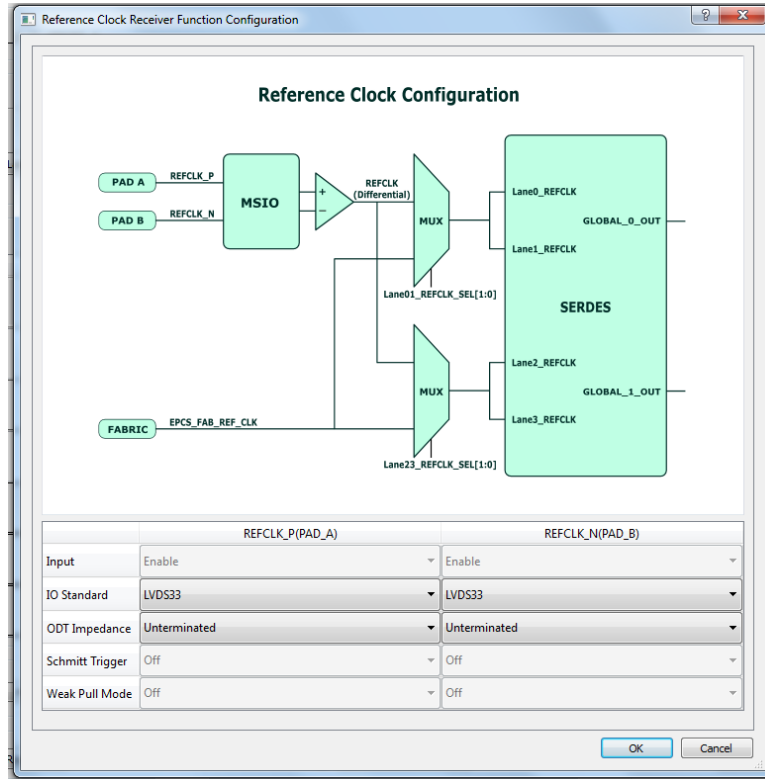 Reference Clock Receiver Function Configuration
?
Reference Clock Configuration
PAD A
REFCLK_P
PAD B
REFCLK_N
MSIO
+
−
REFCLK
(Differential)
MUX
Lane01_REFCLK_SEL[1:0]
MUX
Lane23_REFCLK_SEL[1:0]
FABRIC
EPCS_FAB_REF_CLK
Lane0_REFCLK
GLOBAL_0_OUT
Lane1_REFCLK
SERDES
Lane2_REFCLK
GLOBAL_1_OUT
Lane3_REFCLK
REFCLK_P(PAD_A) REFCLK_N(PAD_B)
Input Enable Enable
IO Standard LVDS33 LVDS33
ODT Impedance Unterminated Unterminated
Schmitt Trigger Off Off
Weak Pull Mode Off Off
OK Cancel